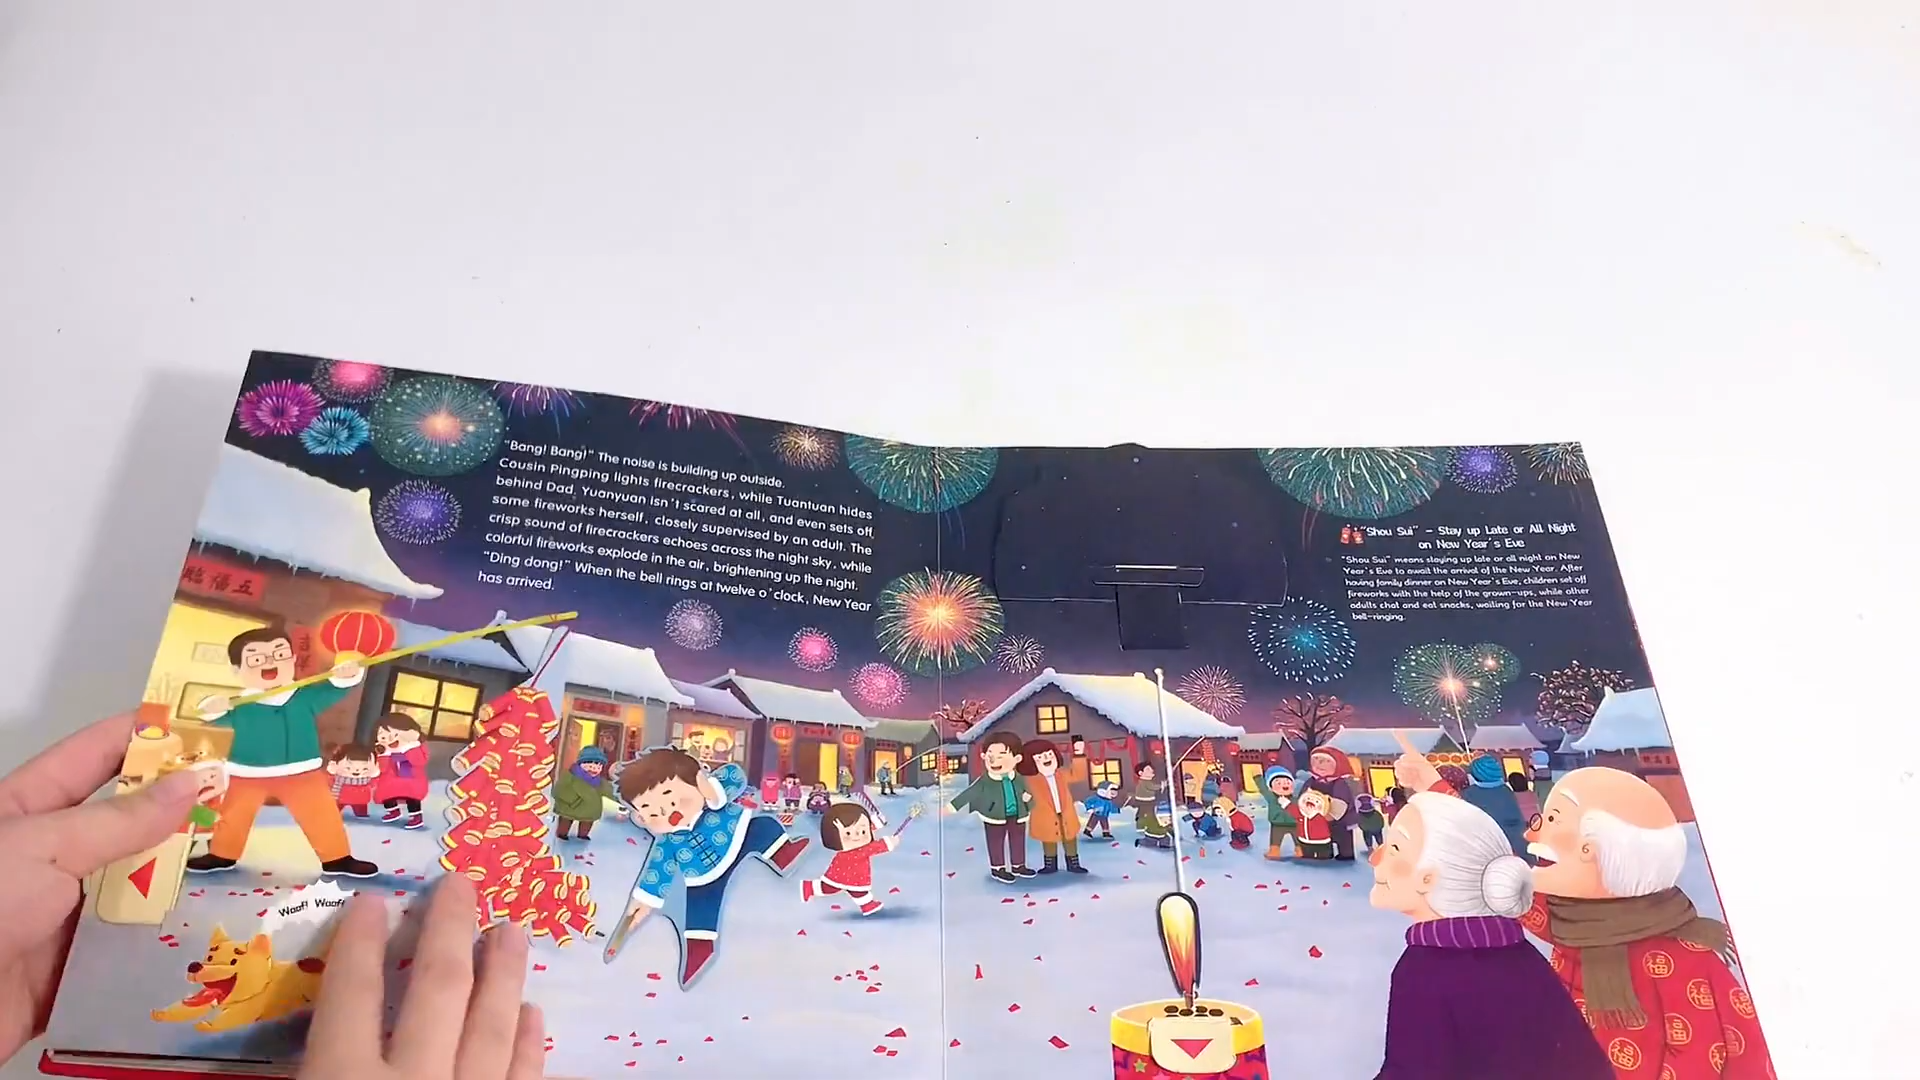 "Bang! Bang!" The noise is building up outside.
Cousin Pingping lights firecrackers, while Tuantuan hides
behind Dad, Yuanyuan isn't scared at all, and even sets off
some fireworks herself, closely supervised by an adult. The
crisp sound of firecrackers echoes across the night sky, while
colorful fireworks explode in the air, brightening up the night.
"Ding dong!" When the bell rings at twelve o'clock, New Year
has arrived.
"Shou Sui" - Stay up Late or All Night
on New Year's Eve
"Shou Sui" means staying up late or all night on New
Year's Eve to await the arrival of the New Year. After
having family dinner on New Year's Eve, children set off
fireworks with the help of the grown-ups, while other
adults chat and eat snacks, waiting for the New Year
bell-ringing.
臨福五
Woof! Woof!
福
福
福
福